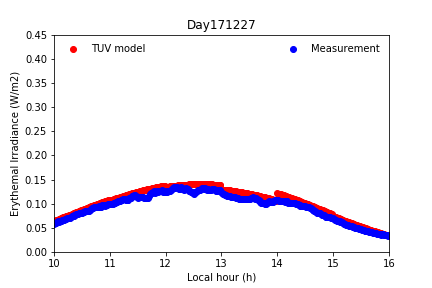 Day171227
TUV model
Measurement
Erythemal Irradiance (W/m2)
0.45
0.40
0.35
0.30
0.25
0.20
0.15
0.10
0.05
0.00
10 11 12 13 14 15 16
Local hour (h)